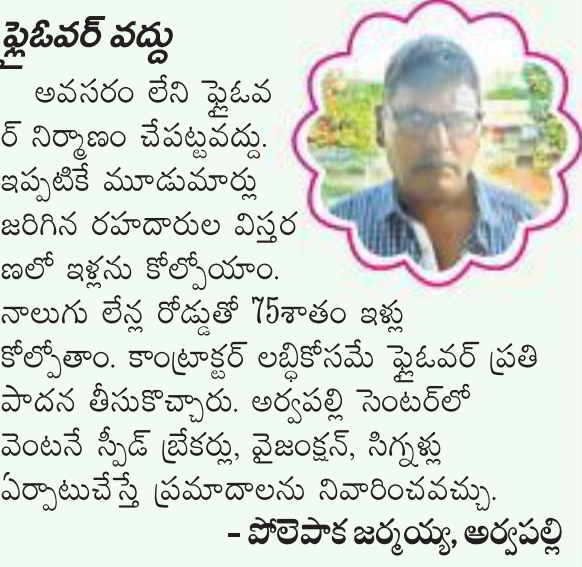 ఫ్లైఓవర్ వద్దు
అవసరం లేని ఫ్లైఓవ
ర్ నిర్మాణం చేపట్టవద్దు.
ఇప్పటికే మూడుమార్లు
జరిగిన రహదారుల విస్తర
ణలో ఇళ్లను కోల్పోయాం.
నాలుగు లేన్ల రోడ్డుతో 75శాతం ఇళ్లు
కోల్పోతాం. కాంట్రాక్టర్ లబ్ధికోసమే ఫ్లైఓవర్ ప్రతి
పాదన తీసుకొచ్చారు. అర్వపల్లి సెంటర్‌లో
వెంటనే స్పీడ్ బ్రేకర్లు, వైజంక్షన్, సిగ్నళ్లు
ఏర్పాటుచేస్తే ప్రమాదాలను నివారించవచ్చు.
- పోలెపాక జర్మయ్య, అర్వపల్లి